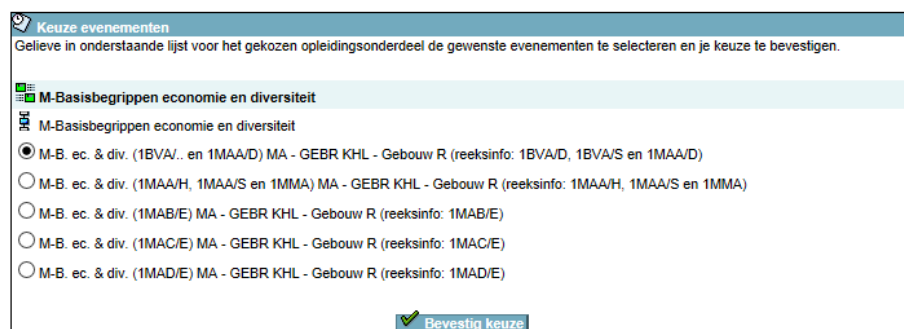 Keuze evenementen
Gelieve in onderstaande lijst voor het gekozen opleidingsonderdeel de gewenste evenementen te selecteren en je keuze te bevestigen.
M-Basisbegrippen economie en diversiteit
M-Basisbegrippen economie en diversiteit
M-B. ec. & div. (1BVA/.. en 1MAA/D) MA - GEBR KHL - Gebouw R (reeksinfo: 1BVA/D, 1BVA/S en 1MAA/D)
M-B. ec. & div. (1MAA/H, 1MAA/S en 1MMA) MA - GEBR KHL - Gebouw R (reeksinfo: 1MAA/H, 1MAA/S en 1MMA)
M-B. ec. & div. (1MAB/E) MA - GEBR KHL - Gebouw R (reeksinfo: 1MAB/E)
M-B. ec. & div. (1MAC/E) MA - GEBR KHL - Gebouw R (reeksinfo: 1MAC/E)
M-B. ec. & div. (1MAD/E) MA - GEBR KHL - Gebouw R (reeksinfo: 1MAD/E)
Bevestig keuze